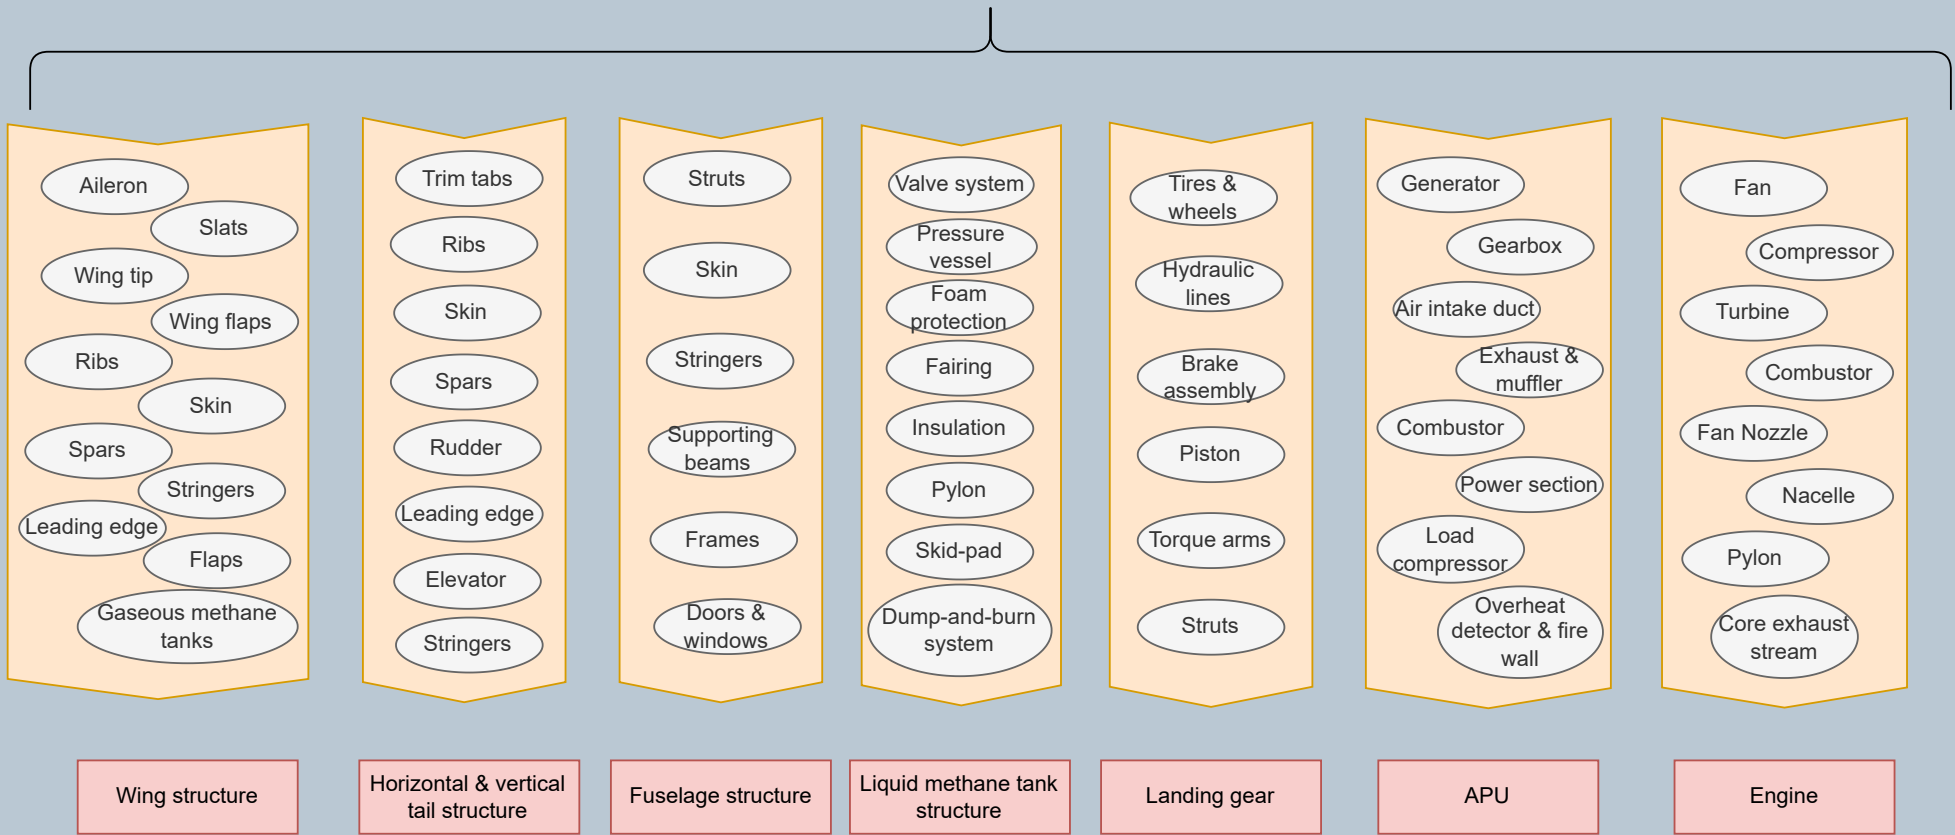 Aileron
Slats
Wing tip
Wing flaps
Ribs
Skin
Spars
Stringers
Leading edge
Flaps
Gaseous methane
tanks
Wing structure
Trim tabs
Ribs
Skin
Spars
Rudder
Leading edge
Elevator
Stringers
Horizontal & vertical
tail structure
Struts
Skin
Stringers
Supporting
beams
Frames
Doors &
windows
Fuselage structure
Valve system
Pressure
vessel
Foam
protection
Fairing
Insulation
Pylon
Skid-pad
Dump-and-burn
system
Liquid methane tank
structure
Tires &
wheels
Hydraulic
lines
Brake
assembly
Piston
Torque arms
Struts
Landing gear
Generator
Gearbox
Air intake duct
Exhaust &
muffler
Combustor
Power section
Load
compressor
Overheat
detector & fire
wall
APU
Fan
Compressor
Turbine
Combustor
Fan Nozzle
Nacelle
Pylon
Core exhaust
stream
Engine